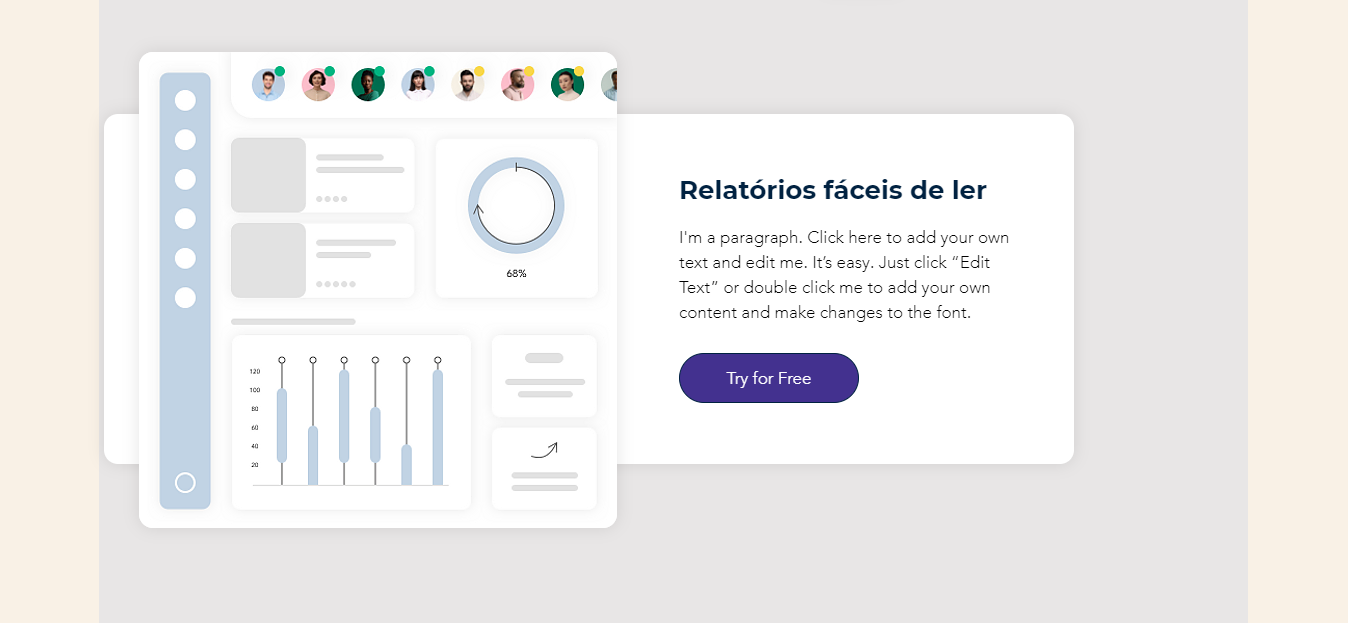 68%
120
100
80
60
40
20
Relatórios fáceis de ler
I'm a paragraph. Click here to add your own
text and edit me. It’s easy. Just click “Edit
Text” or double click me to add your own
content and make changes to the font.
Try for Free